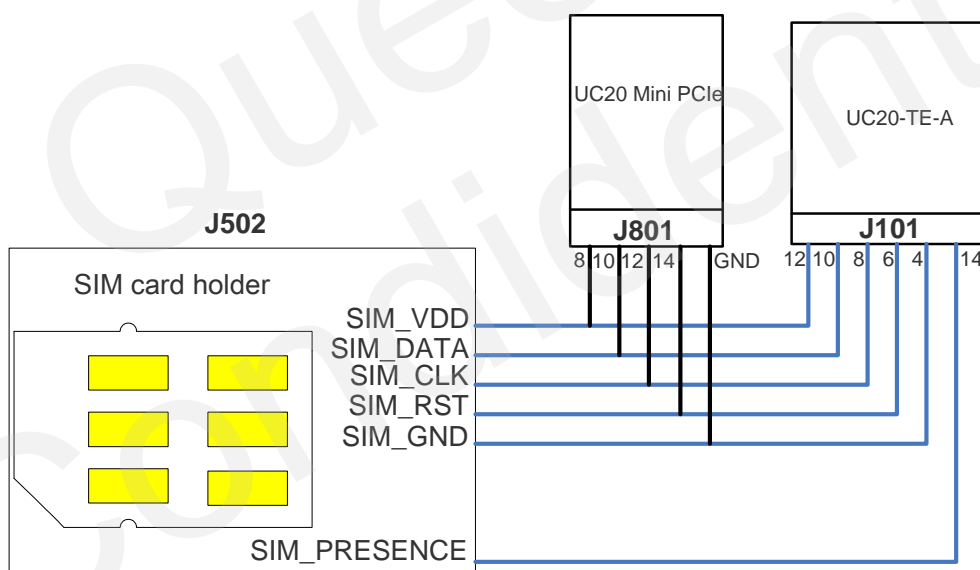 UC20 Mini PCIe
UC20-TE-A
J502
J801
J101
8 10 12 14 GND
12 10 8 6 4 14
SIM card holder
SIM_VDD
SIM_DATA
SIM_CLK
SIM_RST
SIM_GND
SIM_PRESENCE